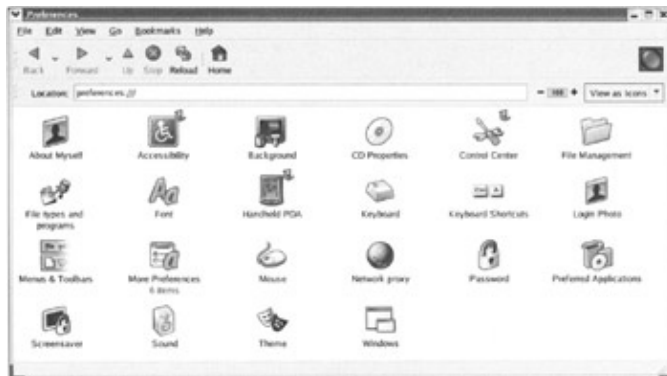 Preferences
File Edit View Go Bookmarks Help
Back Forward Up Stop Reload Home
Location: preferences:/// 100 View as Icons
About Myself Accessibility Background CD Properties Control Center File Management
File types and programs Font Handheld PDA Keyboard Keyboard Shortcuts Login Photo
Menus & Toolbars More Preferences 6 items Mouse Network proxy Password Preferred Applications
Screensaver Sound Theme Windows